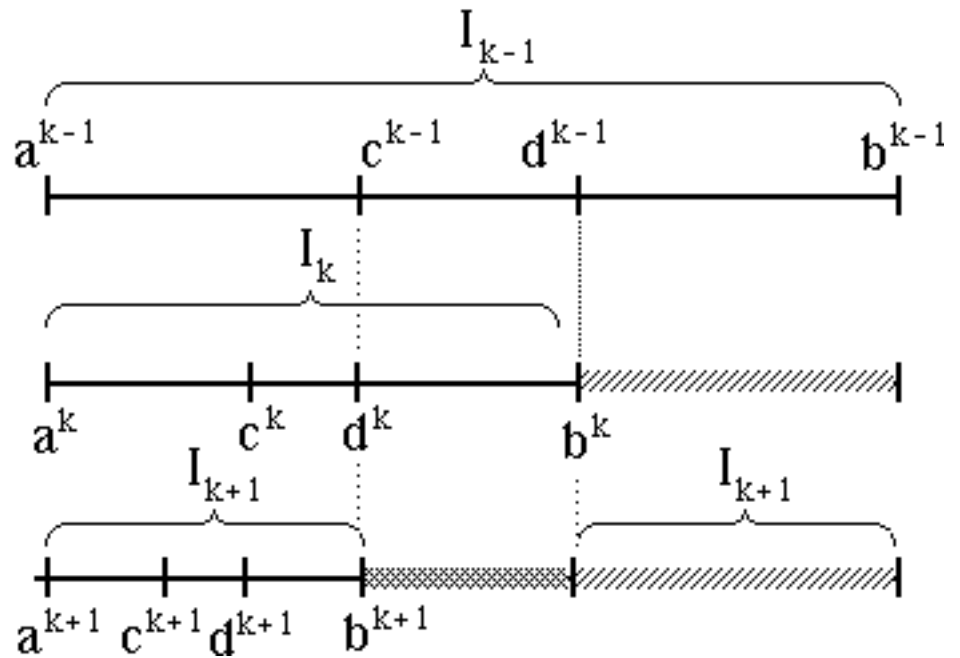 I_{k-1}
a^{k-1} c^{k-1} d^{k-1} b^{k-1}
I_k
a^k c^k d^k b^k
I_{k+1} I_{k+1}
a^{k+1} c^{k+1} d^{k+1} b^{k+1}